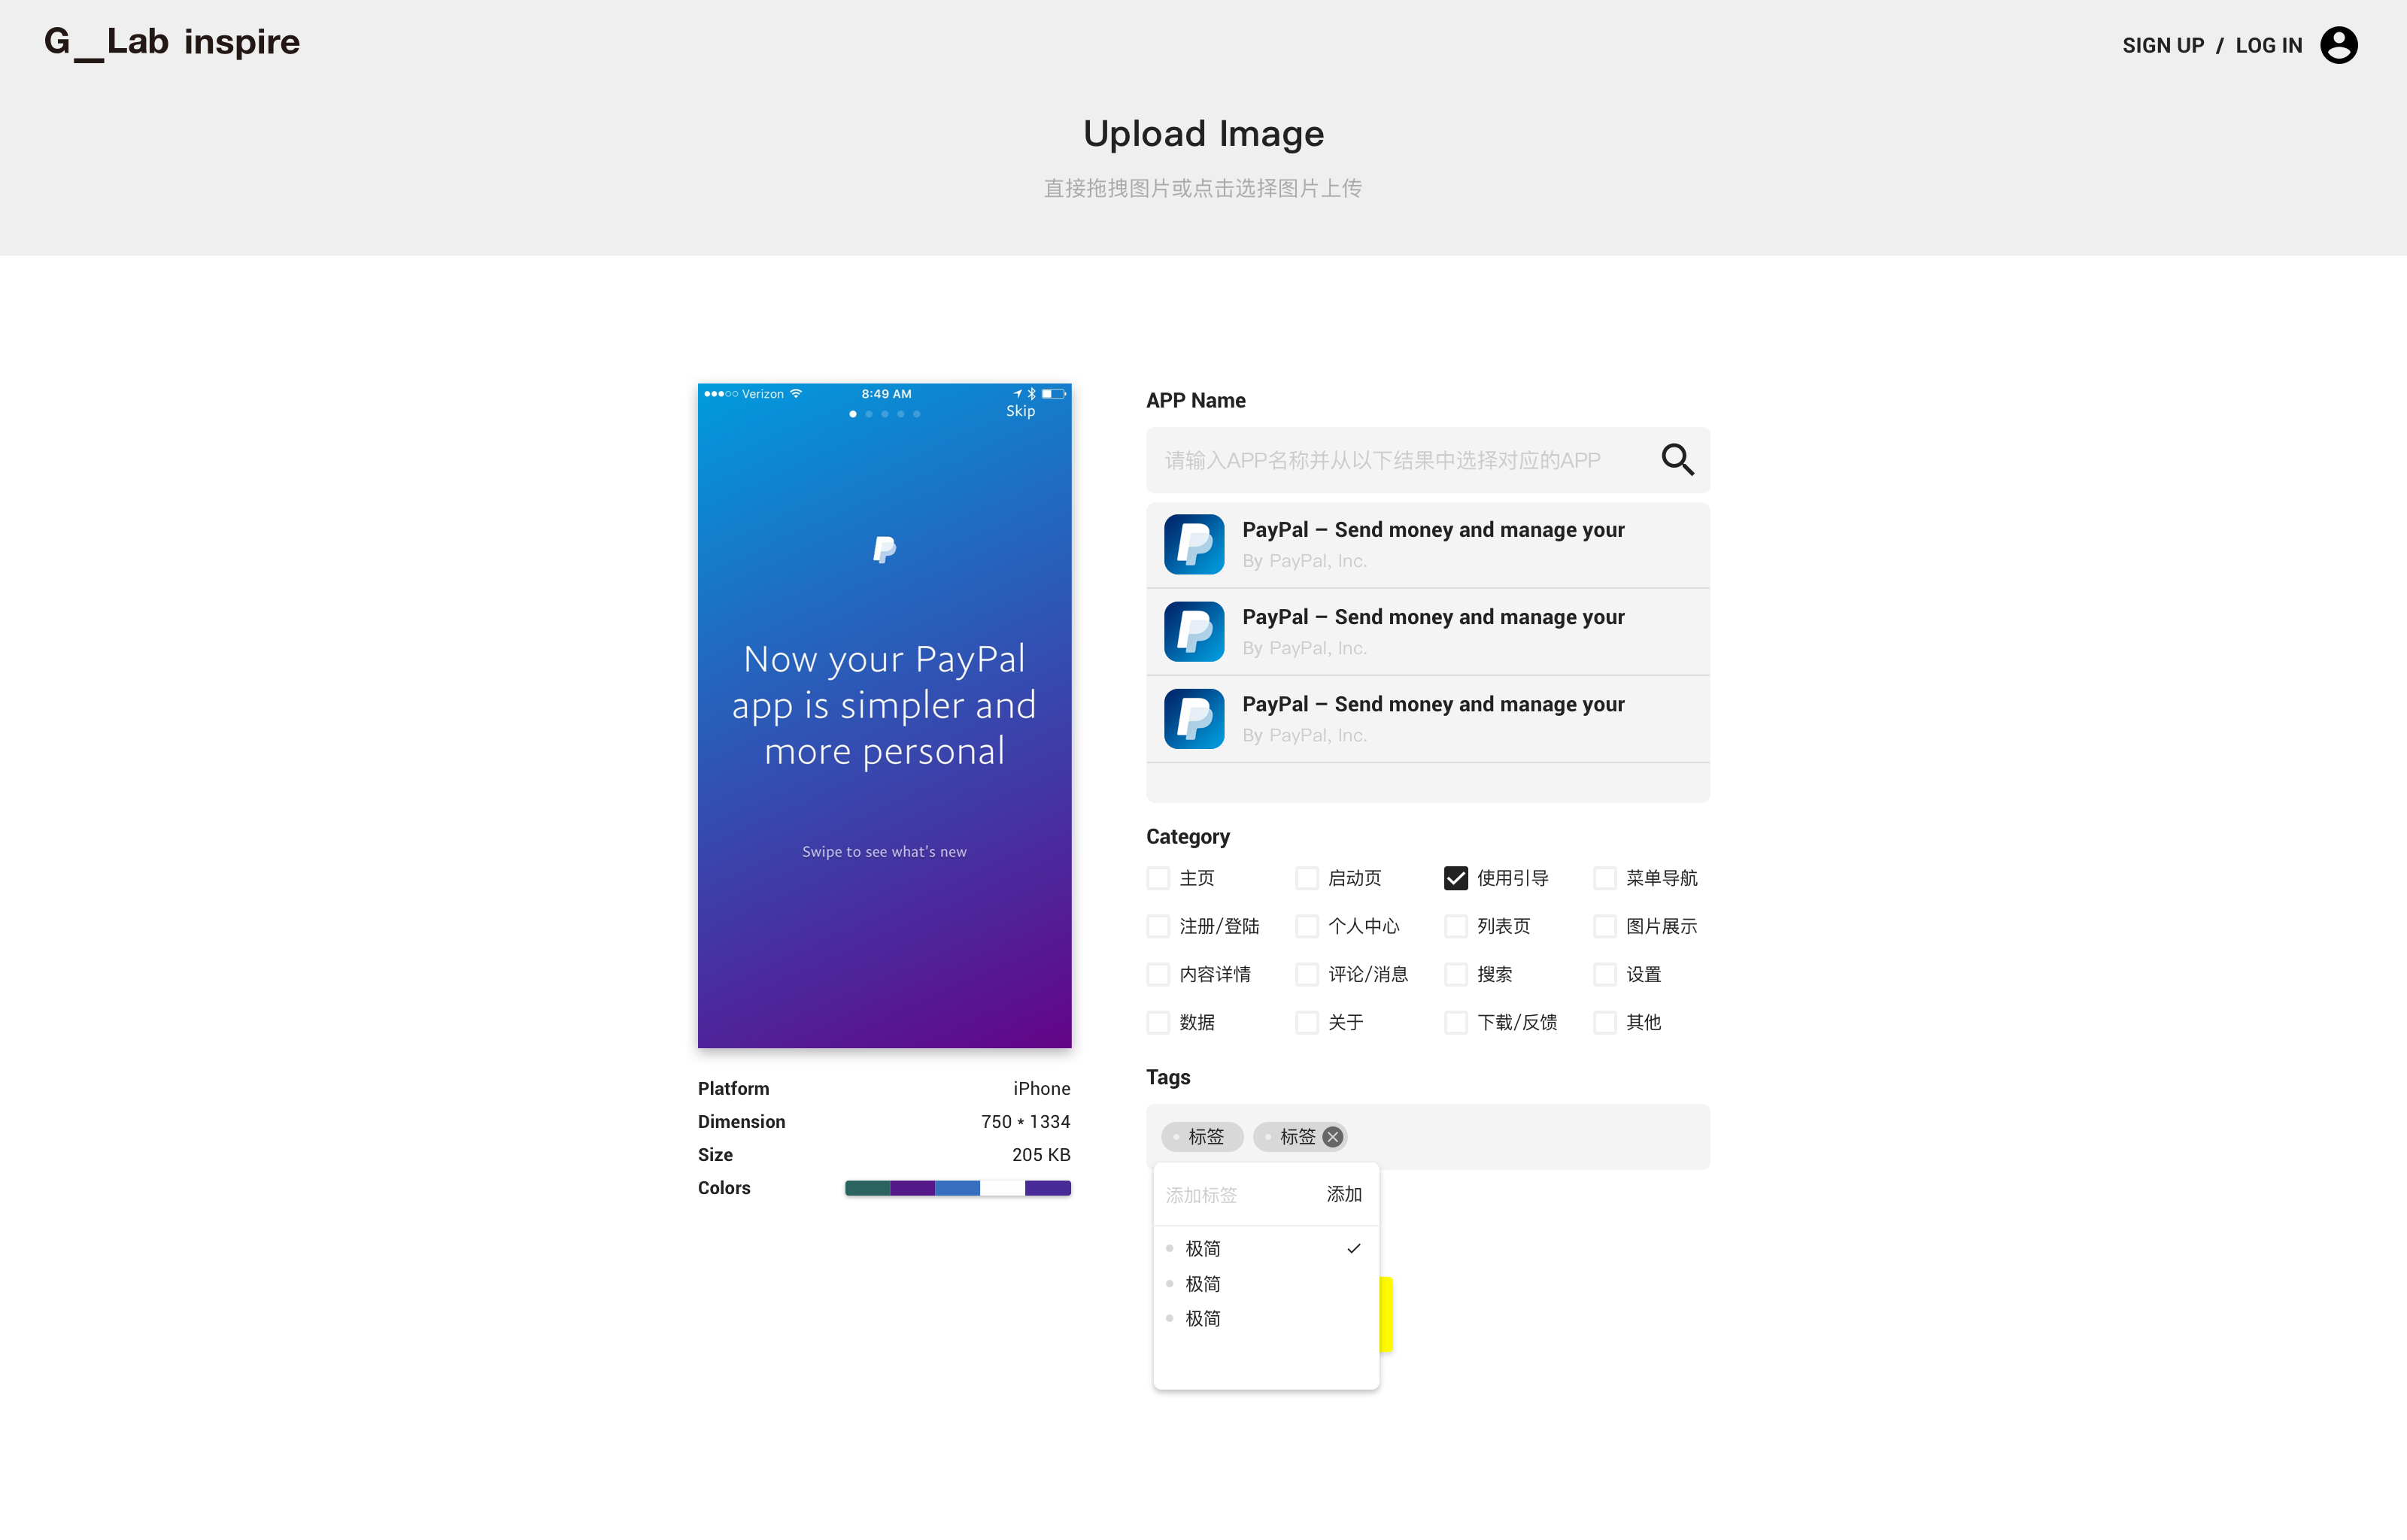 G__Lab inspire
SIGN UP / LOG IN
Upload Image
直接拖拽图片或点击选择图片上传
Verizon 8:49 AM
Skip
Now your PayPal
app is simpler and
more personal
Swipe to see what's new
Platform iPhone
Dimension 750 * 1334
Size 205 KB
Colors
APP Name
请输入APP名称并从以下结果中选择对应的APP
PayPal – Send money and manage your
By PayPal, Inc.
PayPal – Send money and manage your
By PayPal, Inc.
PayPal – Send money and manage your
By PayPal, Inc.
Category
主页 启动页 使用引导 菜单导航
注册/登陆 个人中心 列表页 图片展示
内容详情 评论/消息 搜索 设置
数据 关于 下载/反馈 其他
Tags
标签 标签
添加标签 添加
极简
极简
极简